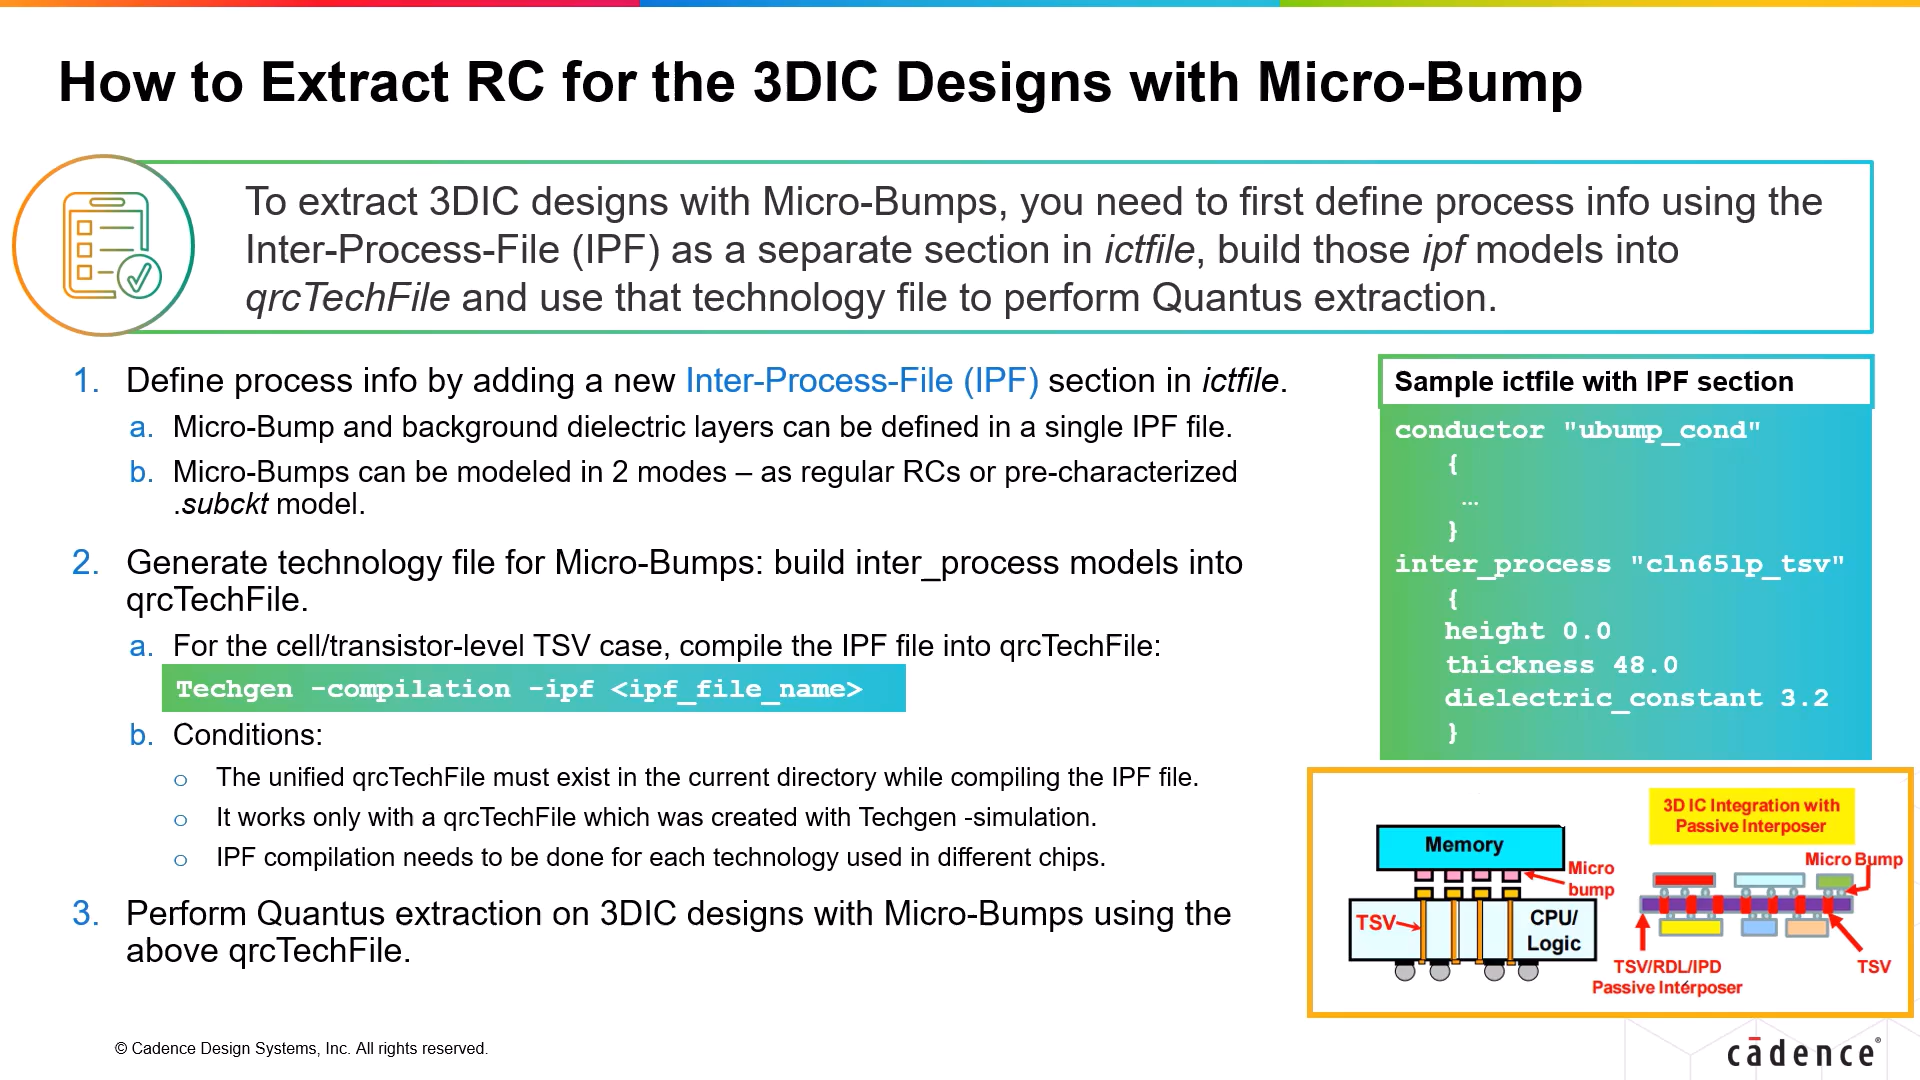 How to Extract RC for the 3DIC Designs with Micro-Bump
To extract 3DIC designs with Micro-Bumps, you need to first define process info using the
Inter-Process-File (IPF) as a separate section in ictfile, build those ipf models into
qrcTechFile and use that technology file to perform Quantus extraction.
1. Define process info by adding a new Inter-Process-File (IPF) section in ictfile.
a. Micro-Bump and background dielectric layers can be defined in a single IPF file.
b. Micro-Bumps can be modeled in 2 modes – as regular RCs or pre-characterized
.subckt model.
2. Generate technology file for Micro-Bumps: build inter_process models into
qrcTechFile.
a. For the cell/transistor-level TSV case, compile the IPF file into qrcTechFile:
Techgen -compilation -ipf <ipf_file_name>
b. Conditions:
o The unified qrcTechFile must exist in the current directory while compiling the IPF file.
o It works only with a qrcTechFile which was created with Techgen -simulation.
o IPF compilation needs to be done for each technology used in different chips.
3. Perform Quantus extraction on 3DIC designs with Micro-Bumps using the
above qrcTechFile.
Sample ictfile with IPF section
conductor "ubump_cond"
{
…
}
inter_process "cln65lp_tsv"
{
height 0.0
thickness 48.0
dielectric_constant 3.2
}
Memory
Micro
bump
TSV
CPU/
Logic
3D IC Integration with
Passive Interposer
Micro Bump
TSV/RDL/IPD
Passive Interposer
TSV
© Cadence Design Systems, Inc. All rights reserved.
cādence®